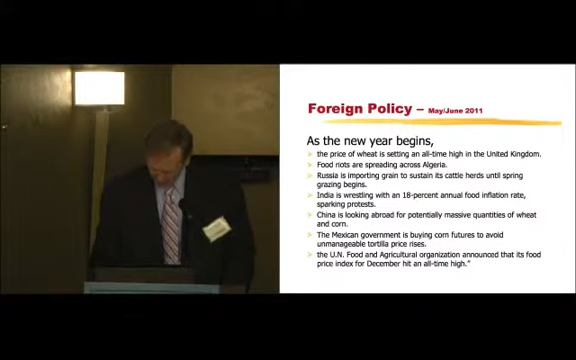 Foreign Policy – May/June 2011
As the new year begins,
the price of wheat is setting an all-time high in the United Kingdom.
Food riots are spreading across Algeria.
Russia is importing grain to sustain its cattle herds until spring
grazing begins.
India is wrestling with an 18-percent annual food inflation rate,
sparking protests.
China is looking abroad for potentially massive quantities of wheat
and corn.
The Mexican government is buying corn futures to avoid
unmanageable tortilla price rises.
the U.N. Food and Agricultural organization announced that its food
price index for December hit an all-time high."